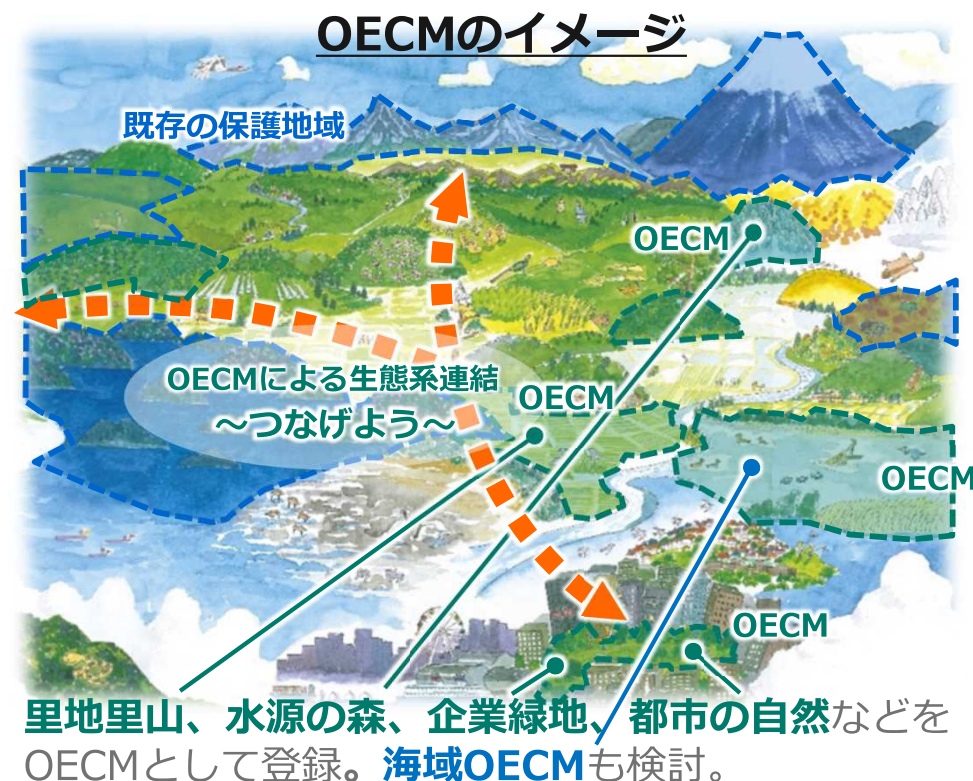 OECMのイメージ
既存の保護地域
OECM
OECMによる生態系連結
～つなげよう～
OECM
OECM
OECM
里地里山、水源の森、企業緑地、都市の自然などを
OECMとして登録。海域OECMも検討。